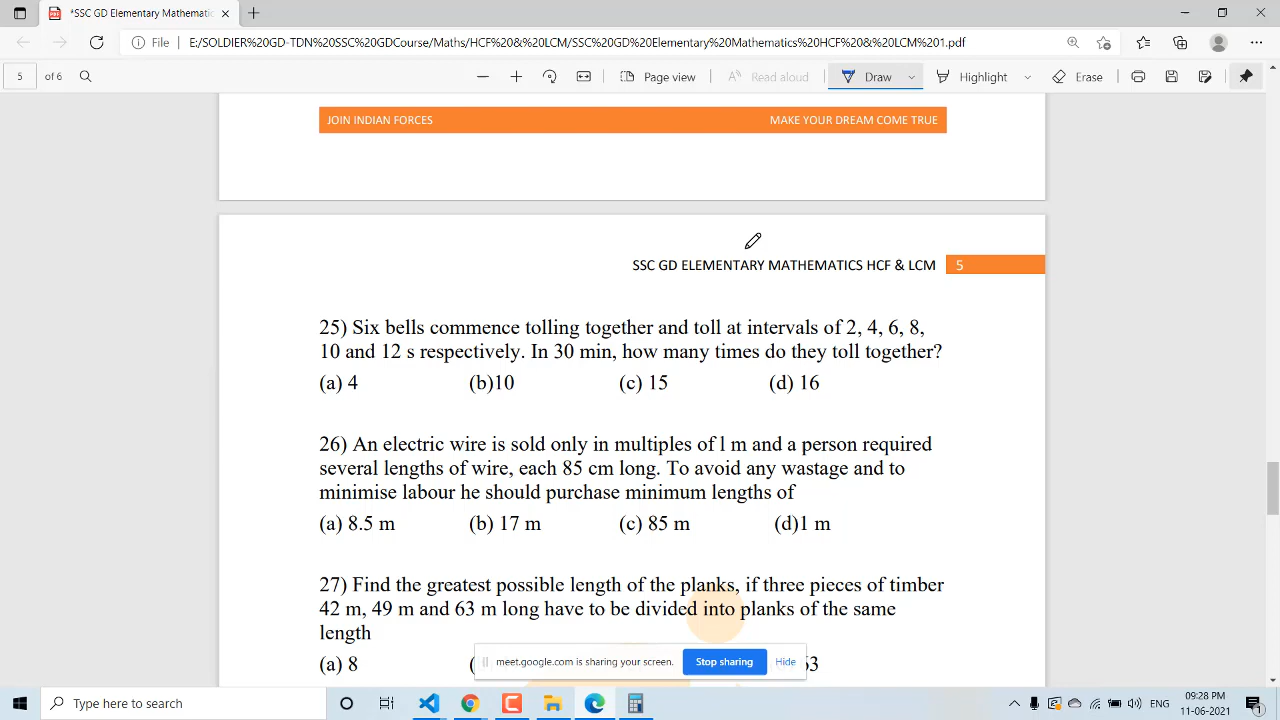 *SSC GD Elementary Mathematic
File
E:/SOLDIER%20GD-TDN%20SSC%20GDCourse/Maths/HCF%20&%20LCM/SSC%20GD%20Elementary%20Mathematics%20HCF%20&%20LCM%201.pdf
5 of 6
Page view
Read aloud
Draw
Highlight
Erase
JOIN INDIAN FORCES MAKE YOUR DREAM COME TRUE
SSC GD ELEMENTARY MATHEMATICS HCF & LCM 5
25) Six bells commence tolling together and toll at intervals of 2, 4, 6, 8,
10 and 12 s respectively. In 30 min, how many times do they toll together?
(a) 4 (b)10 (c) 15 (d) 16
26) An electric wire is sold only in multiples of l m and a person required
several lengths of wire, each 85 cm long. To avoid any wastage and to
minimise labour he should purchase minimum lengths of
(a) 8.5 m (b) 17 m (c) 85 m (d)1 m
27) Find the greatest possible length of the planks, if three pieces of timber
42 m, 49 m and 63 m long have to be divided into planks of the same
length
(a) 8 ( 63
meet.google.com is sharing your screen. Stop sharing Hide
Type here to search
ENG
09:28 PM
11-06-2021
1